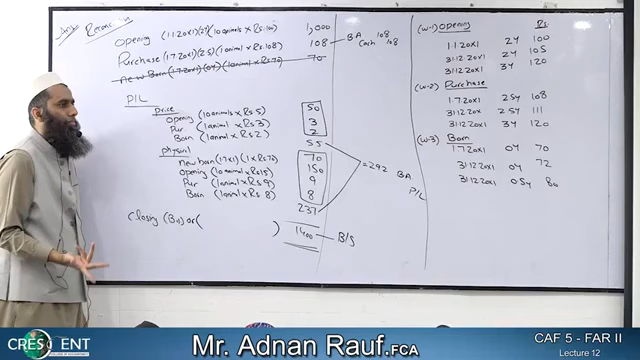 Reconciliation
Opening (1.1.20X1)(2Y)(10 animals x Rs.100) 1,000
Purchase (1.7.20X1)(2.5)(1 animal x Rs.108) 108 BA 108
Cash 108
New Born (1.7.20X1)(0Y)(1 animal x Rs.70) 70
P/L
Price
Opening (10 animals x Rs.5) 50
Pur (1 animal x Rs.3) 3
Born (1 animal x Rs.2) 2
55
Physical
New born (1.7.X1)(1 x Rs.70) 70
Opening (10 animals x Rs.15) 150
Pur (1 animal x Rs.9) 9
Born (1 animal x Rs.8) 8
237
= 292 BA
P/L
Closing (Bal) or ( ) 1400 B/S
(W-1) Opening Rs.
1.1.20X1 2Y 100
31.12.20X1 2Y 105
31.12.20X1 3Y 120
(W-2) Purchase
1.7.20X1 2.5Y 108
31.12.20X1 2.5Y 111
31.12.20X1 3Y 120
(W-3) Born
1.7.20X1 0Y 70
31.12.20X1 0Y 72
31.12.20X1 0.5Y 80
CRESCENT
COLLEGE OF ACCOUNTANCY
Mr. Adnan Rauf.FCA
CAF 5 - FAR II
Lecture 12